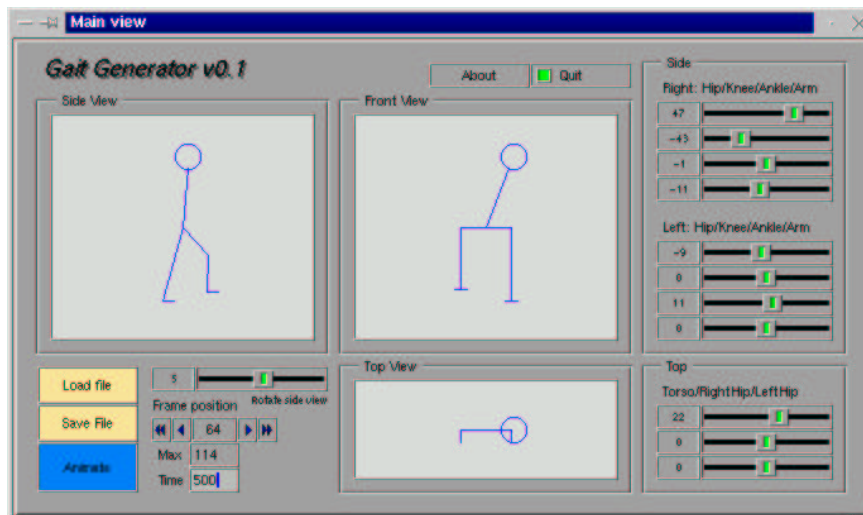 Main view
Gait Generator v0.1
About
Quit
Side View
Front View
Side
Right: Hip/Knee/Ankle/Arm
47
-43
-1
-11
Left: Hip/Knee/Ankle/Arm
-9
0
11
0
Load file
Save File
Animate
5
Rotate side view
Frame position
64
Max 114
Time 500
Top View
Top
Torso/RightHip/LeftHip
22
0
0